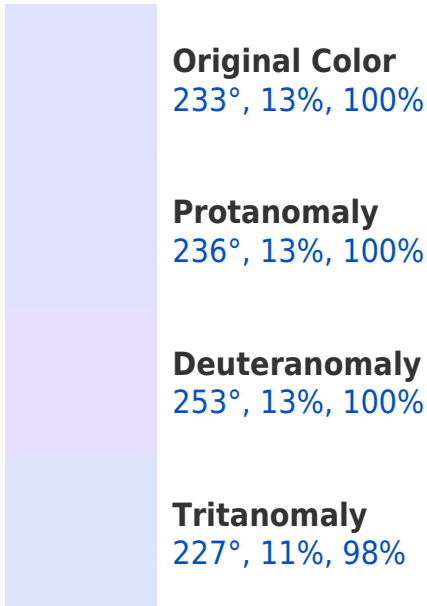 Original Color
233°, 13%, 100%
Protanomaly
236°, 13%, 100%
Deuteranomaly
253°, 13%, 100%
Tritanomaly
227°, 11%, 98%